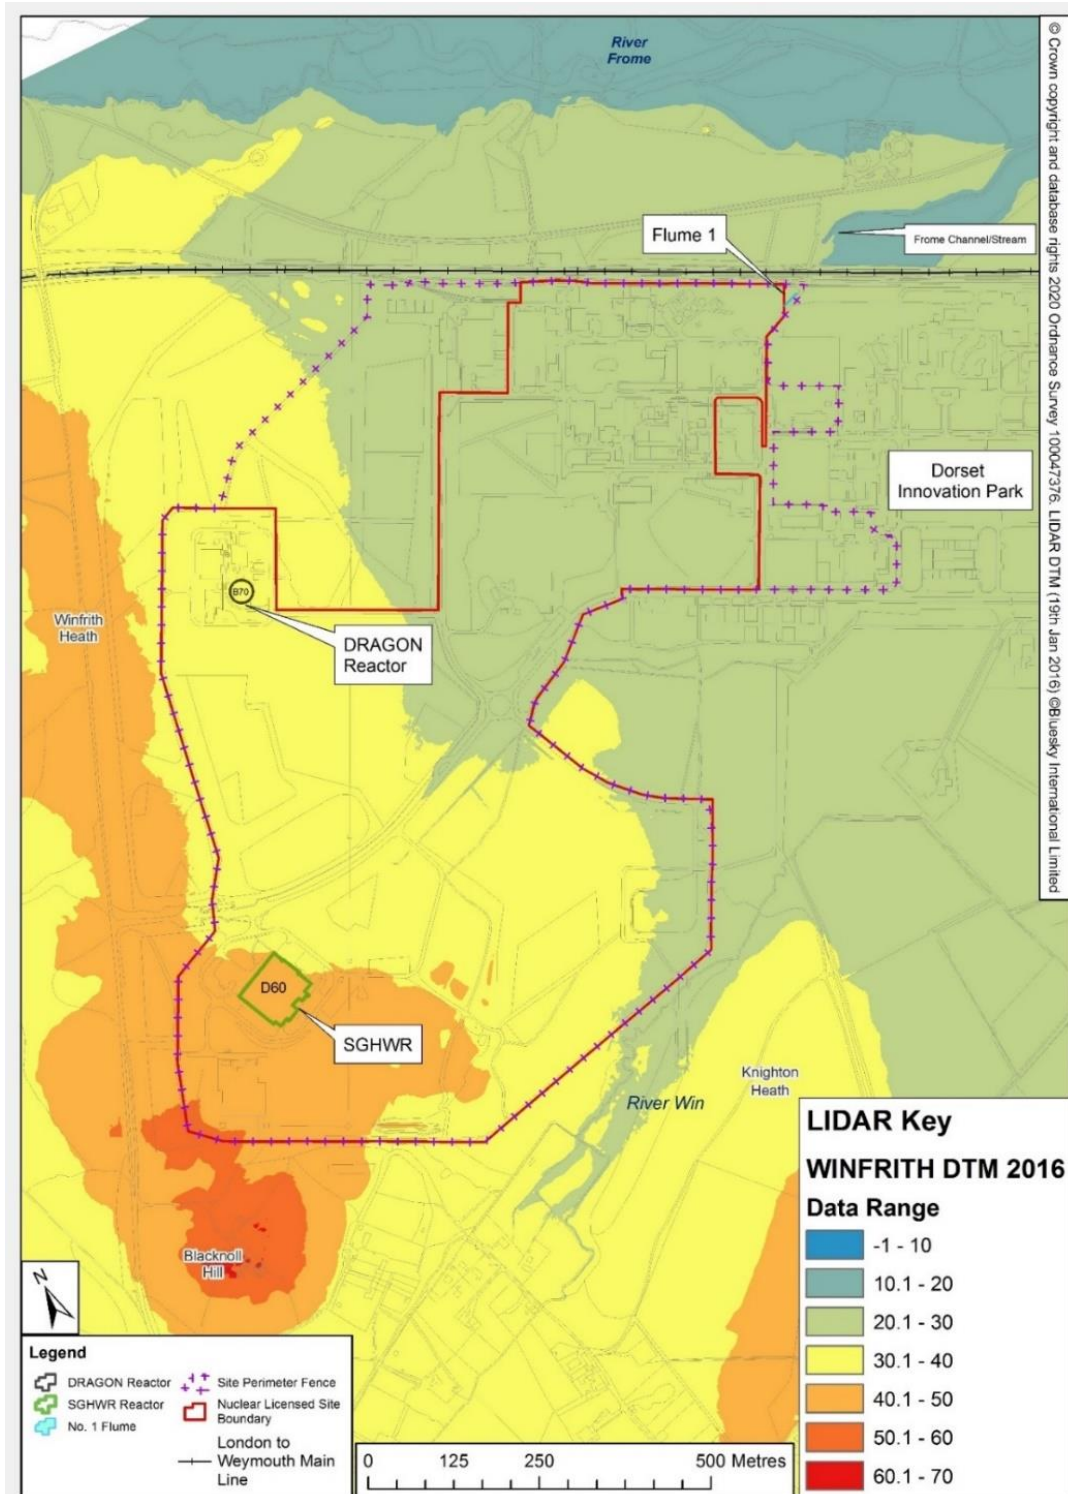 River
Frome
© Crown copyright and database rights 2020 Ordnance Survey 100047376. LIDAR DTM (19th Jan 2016) @Bluesky International Limited
Flume 1
Frome Channel/Stream
Dorset
Innovation Park
B70
Winfrith
Heath
DRAGON
Reactor
D60
SGHWR
Knighton
Heath
River Win
Blacknoll
Hill
N
LIDAR Key
WINFRITH DTM 2016
Data Range
-1 - 10
10.1 - 20
20.1 - 30
30.1 - 40
40.1 - 50
50.1 - 60
60.1 - 70
Legend
DRAGON Reactor
SGHWR Reactor
No. 1 Flume
Site Perimeter Fence
Nuclear Licensed Site
Boundary
London to
Weymouth Main
Line
0 125 250 500 Metres